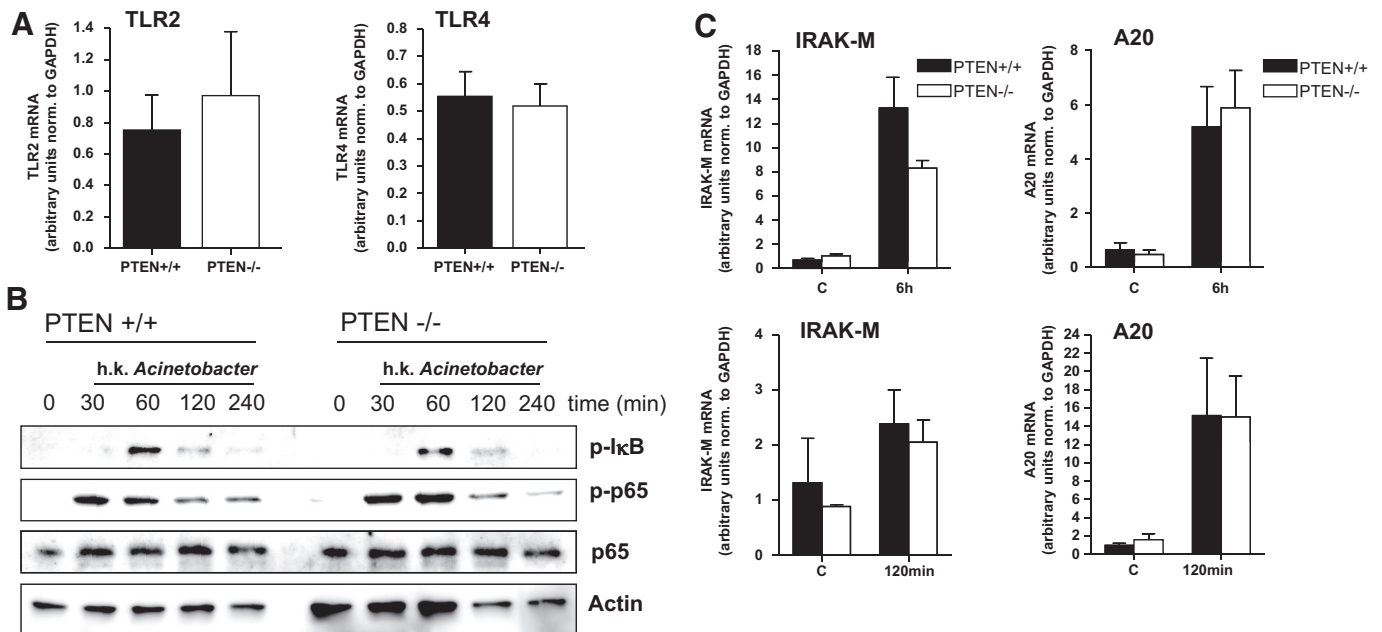 A
TLR2
TLR2 mRNA
(arbitrary units norm. to GAPDH)
1.4
1.2
1.0
0.8
0.6
0.4
0.2
0.0
PTEN+/+ PTEN-/-
TLR4
TLR4 mRNA
(arbitrary units norm. to GAPDH)
0.8
0.7
0.6
0.5
0.4
0.3
0.2
0.1
0.0
PTEN+/+ PTEN-/-
B
PTEN +/+ PTEN -/-
h.k. Acinetobacter h.k. Acinetobacter
0 30 60 120 240 0 30 60 120 240 time (min)
p-IκB
p-p65
p65
Actin
C
IRAK-M
IRAK-M mRNA
(arbitrary units norm. to GAPDH)
18
16
14
12
10
8
6
4
2
0
C 6h
PTEN+/+
PTEN-/-
A20
A20 mRNA
(arbitrary units norm. to GAPDH)
8
6
4
2
0
C 6h
PTEN+/+
PTEN-/-
IRAK-M
IRAK-M mRNA
(arbitrary units norm. to GAPDH)
4
3
2
1
0
C 120min
A20
A20 mRNA
(arbitrary units norm. to GAPDH)
24
22
20
18
16
14
12
10
8
6
4
2
0
C 120min